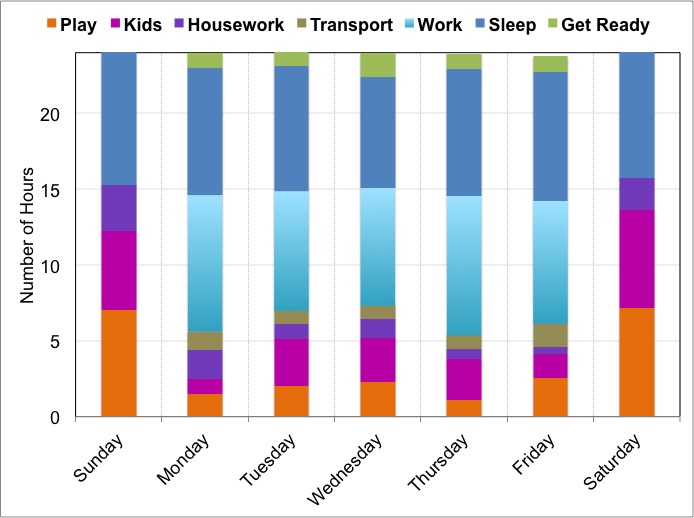 Play Kids Housework Transport Work Sleep Get Ready
Number of Hours
20
15
10
5
0
Sunday Monday Tuesday Wednesday Thursday Friday Saturday